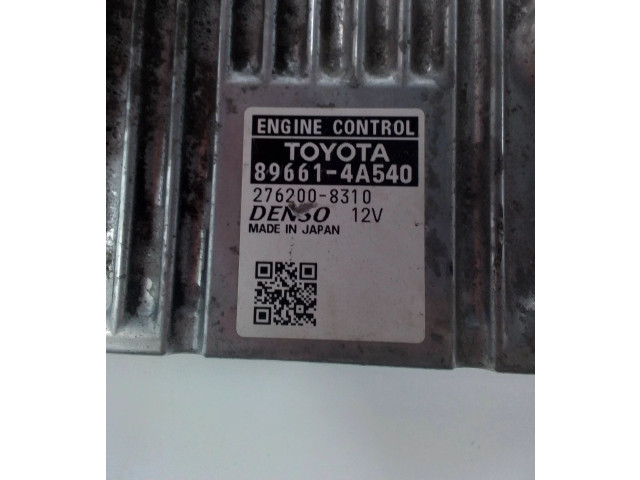 ENGINE CONTROL
TOYOTA
89661-4A540
276200-8310
DENSO 12V
MADE IN JAPAN